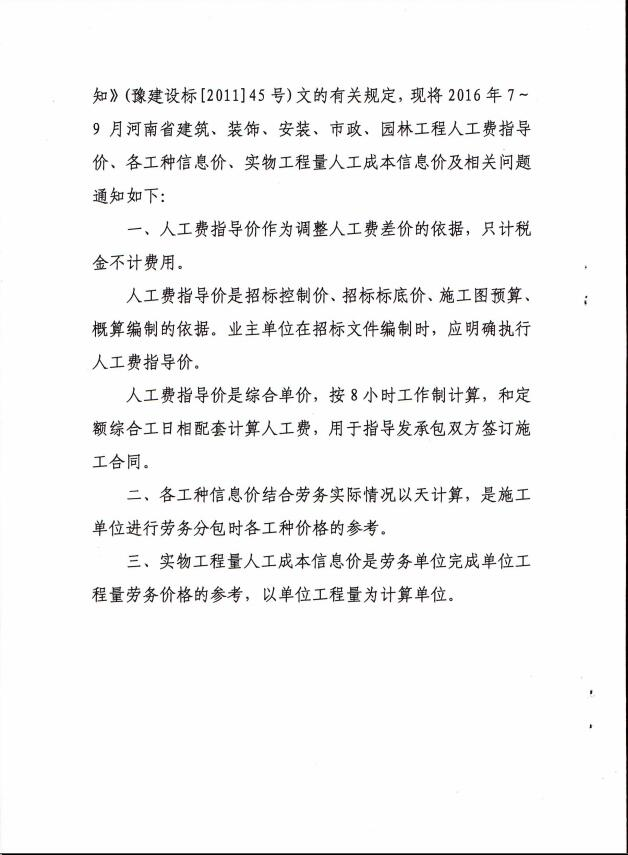 知》(豫建设标[2011]45号)文的有关规定，现将2016年7～
9月河南省建筑、装饰、安装、市政、园林工程人工费指导
价、各工种信息价、实物工程量人工成本信息价及相关问题
通知如下：
一、人工费指导价作为调整人工费差价的依据，只计税
金不计费用。
人工费指导价是招标控制价、招标标底价、施工图预算、
概算编制的依据。业主单位在招标文件编制时，应明确执行
人工费指导价。
人工费指导价是综合单价，按8小时工作制计算，和定
额综合工日相配套计算人工费，用于指导发承包双方签订施
工合同。
二、各工种信息价结合劳务实际情况以天计算，是施工
单位进行劳务分包时各工种价格的参考。
三、实物工程量人工成本信息价是劳务单位完成单位工
程量劳务价格的参考，以单位工程量为计算单位。